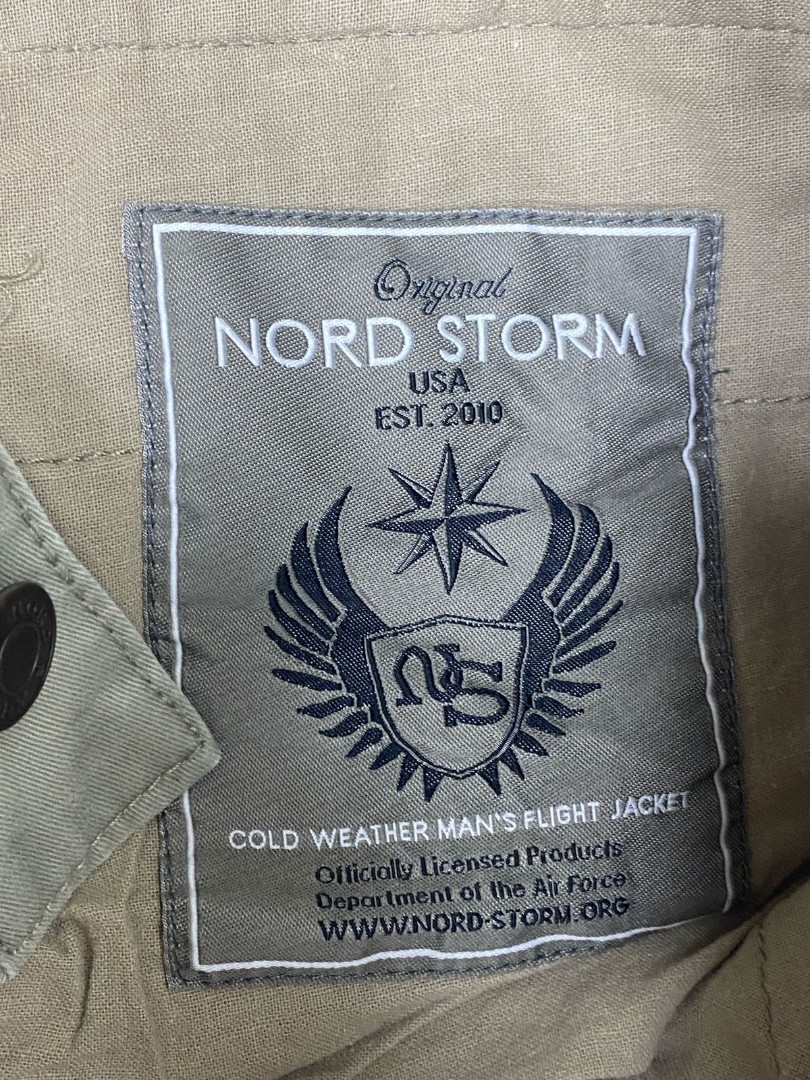 Original
NORD STORM
USA
EST. 2010
NS
COLD WEATHER MAN'S FLIGHT JACKET
Officially Licensed Products
Department of the Air Force
WWW.NORD-STORM.ORG